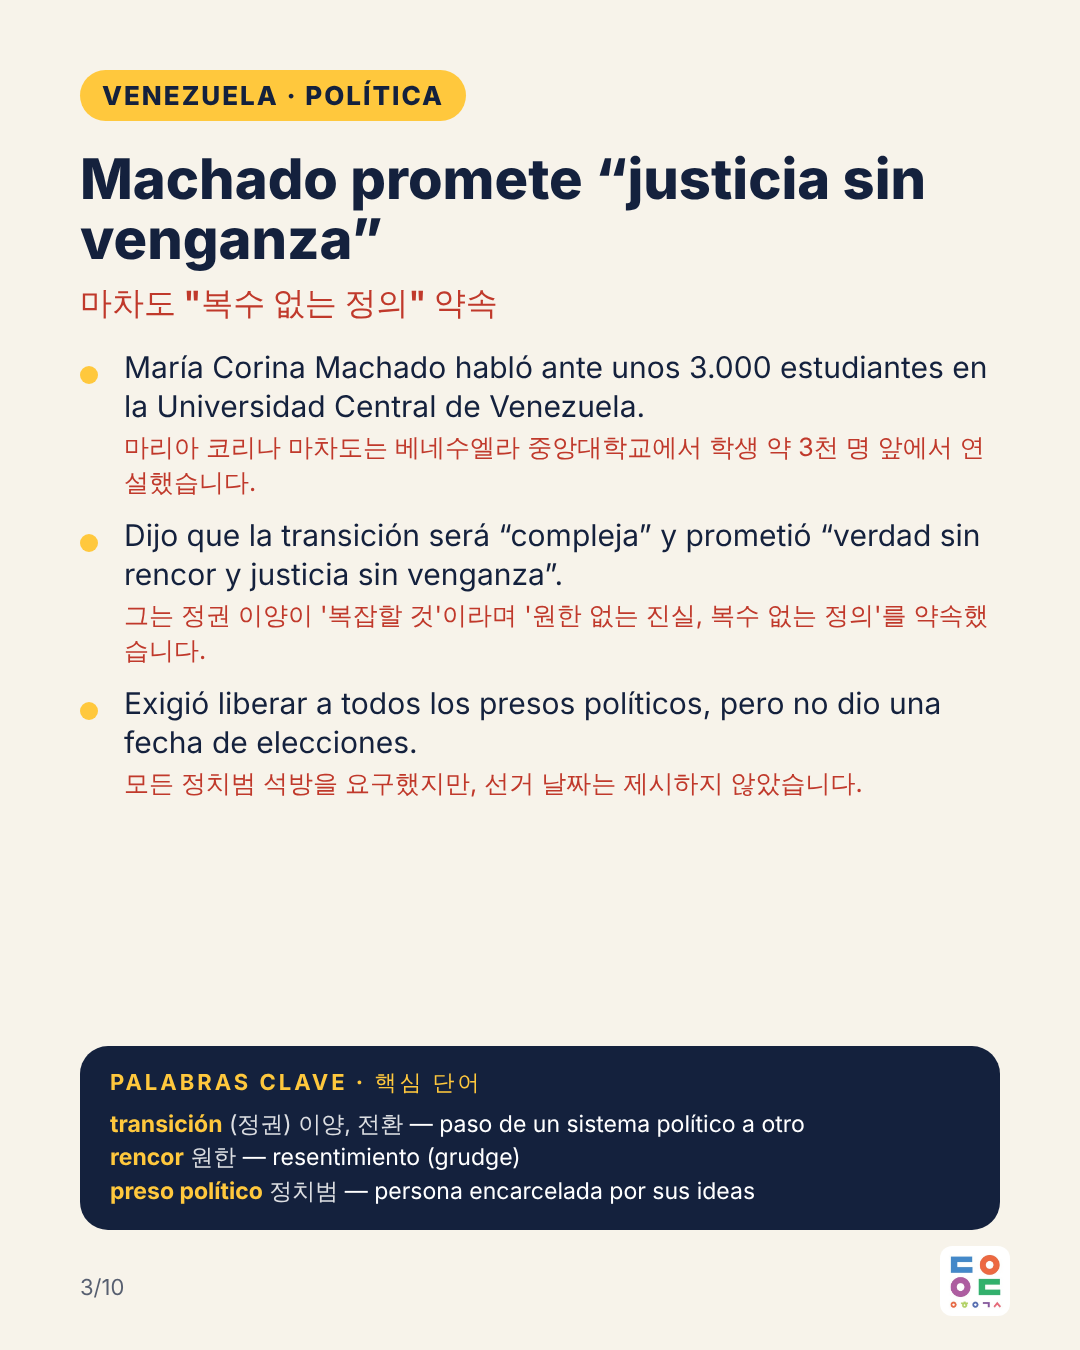 VENEZUELA · POLÍTICA
Machado promete “justicia sin
venganza”
마차도 "복수 없는 정의" 약속
María Corina Machado habló ante unos 3.000 estudiantes en
la Universidad Central de Venezuela.
마리아 코리나 마차도는 베네수엘라 중앙대학교에서 학생 약 3천 명 앞에서 연
설했습니다.
Dijo que la transición será “compleja” y prometió “verdad sin
rencor y justicia sin venganza”.
그는 정권 이양이 '복잡할 것'이라며 '원한 없는 진실, 복수 없는 정의'를 약속했
습니다.
Exigió liberar a todos los presos políticos, pero no dio una
fecha de elecciones.
모든 정치범 석방을 요구했지만, 선거 날짜는 제시하지 않았습니다.
PALABRAS CLAVE · 핵심 단어
transición (정권) 이양, 전환 — paso de un sistema político a otro
rencor 원한 — resentimiento (grudge)
preso político 정치범 — persona encarcelada por sus ideas
3/10